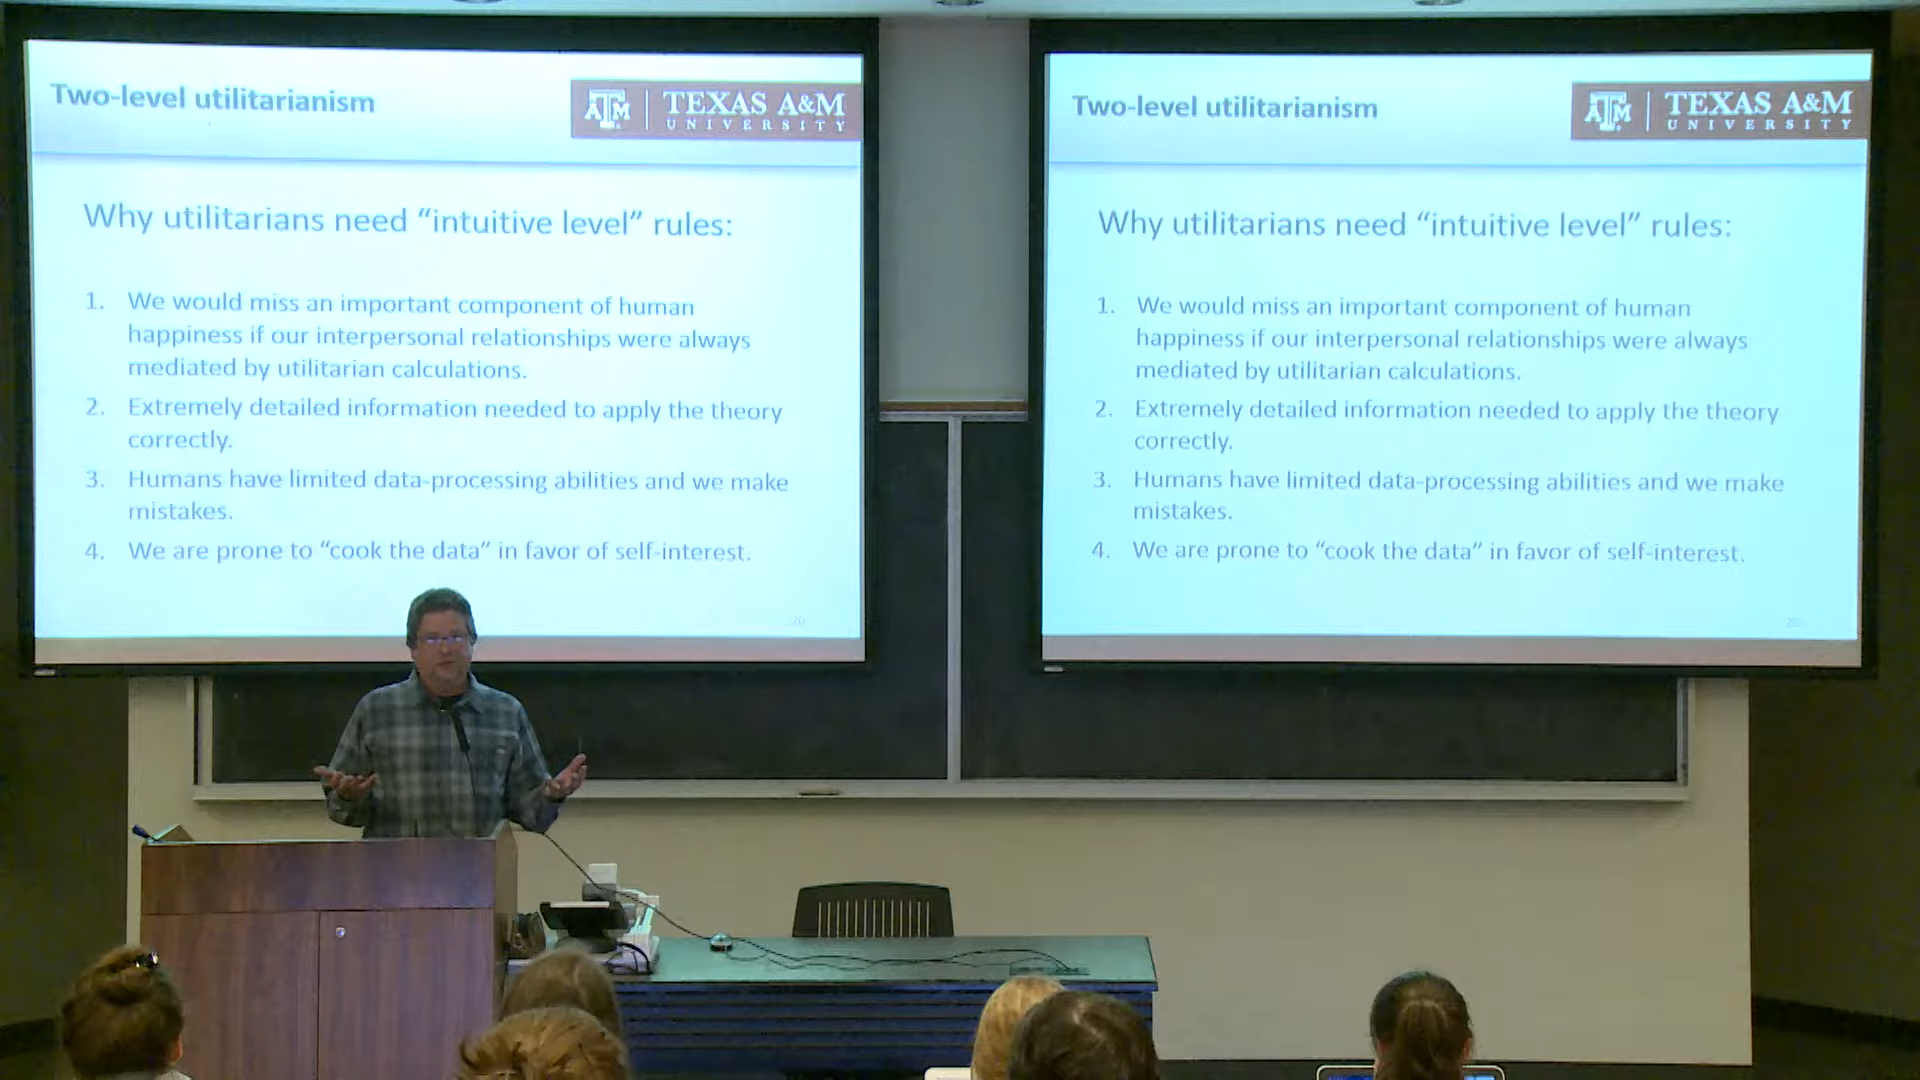 Two-level utilitarianism
ATM | TEXAS A&M
UNIVERSITY
Why utilitarians need “intuitive level” rules:
1. We would miss an important component of human
happiness if our interpersonal relationships were always
mediated by utilitarian calculations.
2. Extremely detailed information needed to apply the theory
correctly.
3. Humans have limited data-processing abilities and we make
mistakes.
4. We are prone to “cook the data” in favor of self-interest.
20
Two-level utilitarianism
ATM | TEXAS A&M
UNIVERSITY
Why utilitarians need “intuitive level” rules:
1. We would miss an important component of human
happiness if our interpersonal relationships were always
mediated by utilitarian calculations.
2. Extremely detailed information needed to apply the theory
correctly.
3. Humans have limited data-processing abilities and we make
mistakes.
4. We are prone to “cook the data” in favor of self-interest.